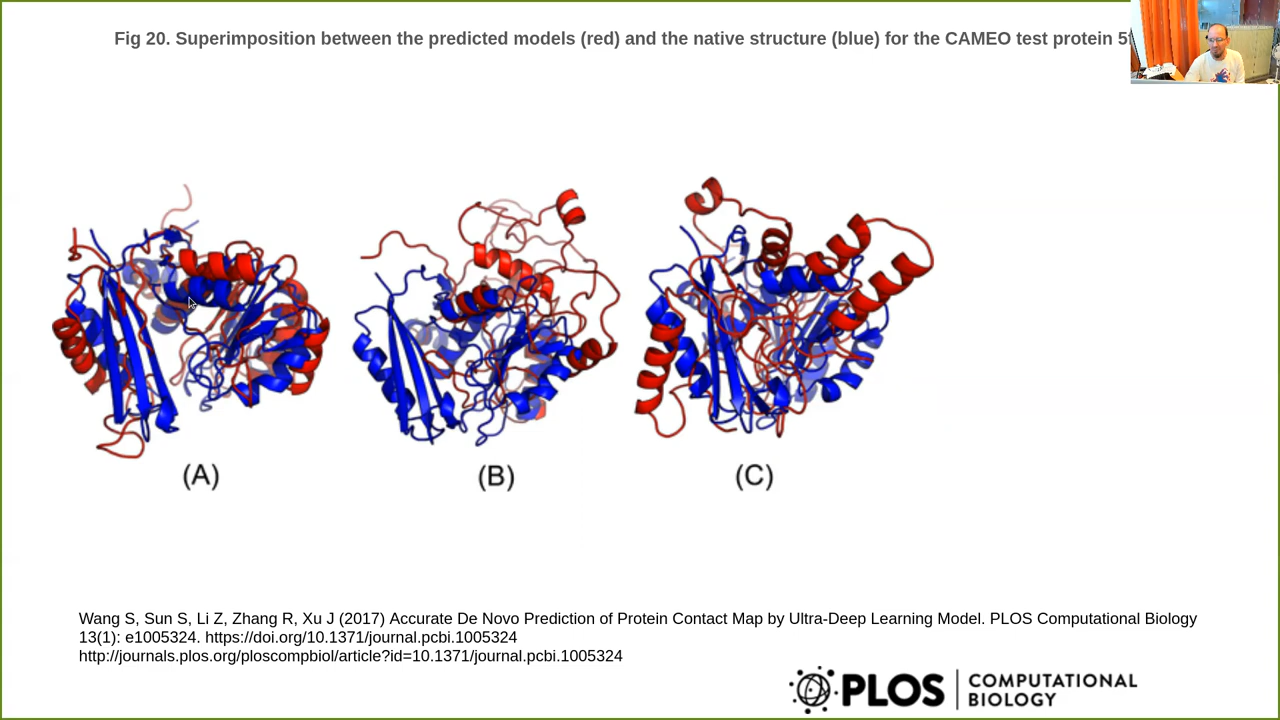 Fig 20. Superimposition between the predicted models (red) and the native structure (blue) for the CAMEO test protein
(A)
(B)
(C)
Wang S, Sun S, Li Z, Zhang R, Xu J (2017) Accurate De Novo Prediction of Protein Contact Map by Ultra-Deep Learning Model. PLOS Computational Biology
13(1): e1005324. https://doi.org/10.1371/journal.pcbi.1005324
http://journals.plos.org/ploscompbiol/article?id=10.1371/journal.pcbi.1005324
PLOS
COMPUTATIONAL
BIOLOGY